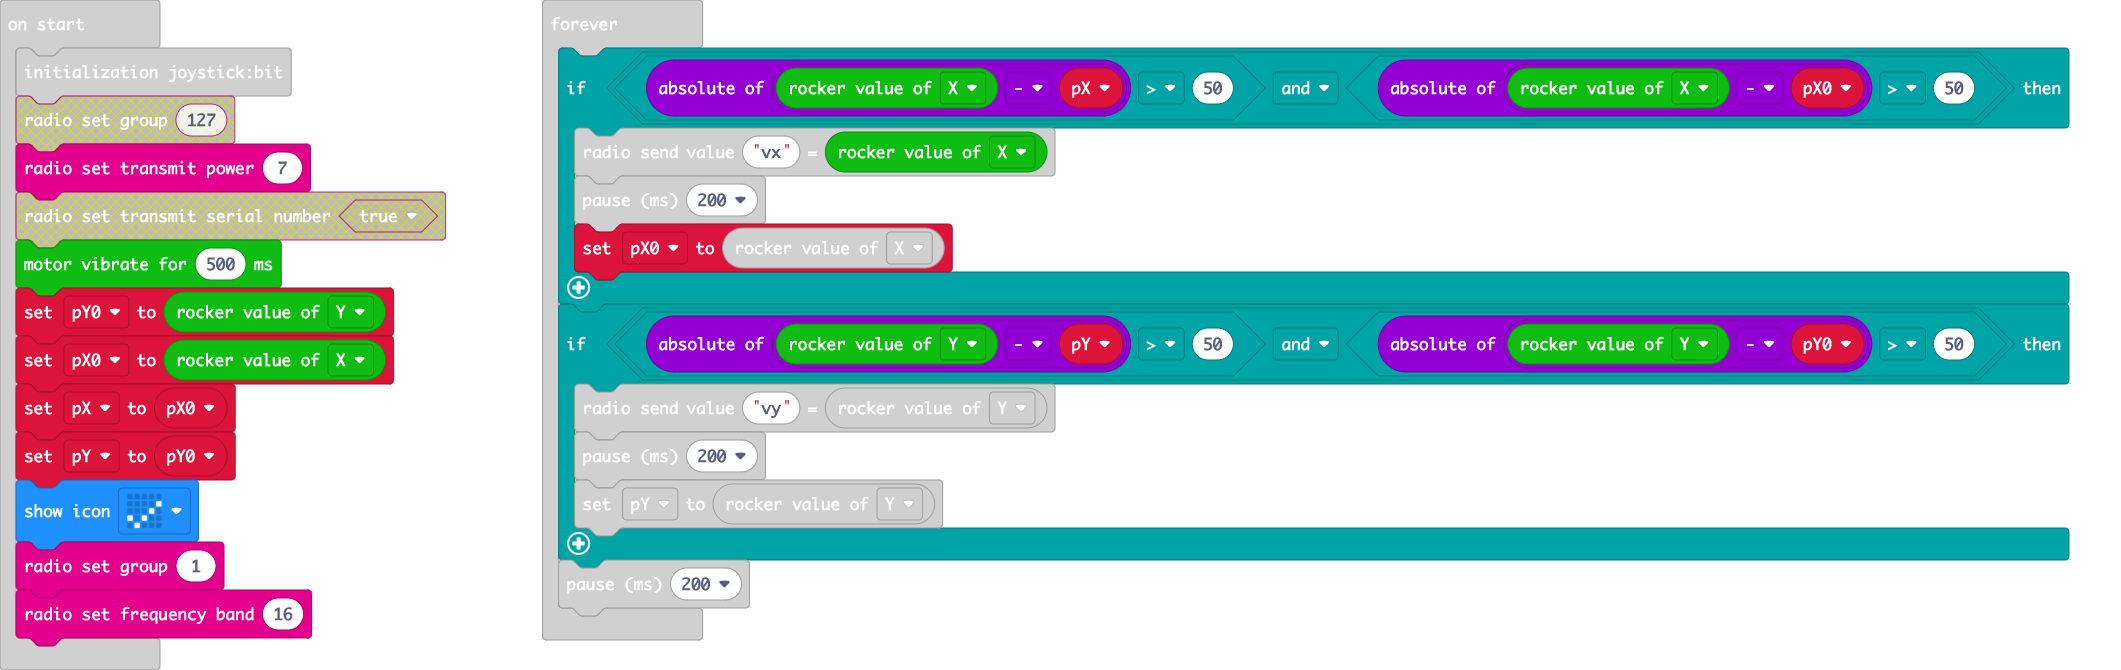 on start
initialization joystick:bit
radio set group 127
radio set transmit power 7
radio set transmit serial number true
motor vibrate for 500 ms
set pY0 to rocker value of Y
set pX0 to rocker value of X
set pX to pX0
set pY to pY0
show icon
radio set group 1
radio set frequency band 16
forever
if absolute of rocker value of X - pX > 50 and absolute of rocker value of X - pX0 > 50 then
radio send value "vx" = rocker value of X
pause (ms) 200
set pX0 to rocker value of X
if absolute of rocker value of Y - pY > 50 and absolute of rocker value of Y - pY0 > 50 then
radio send value "vy" = rocker value of Y
pause (ms) 200
set pY to rocker value of Y
pause (ms) 200